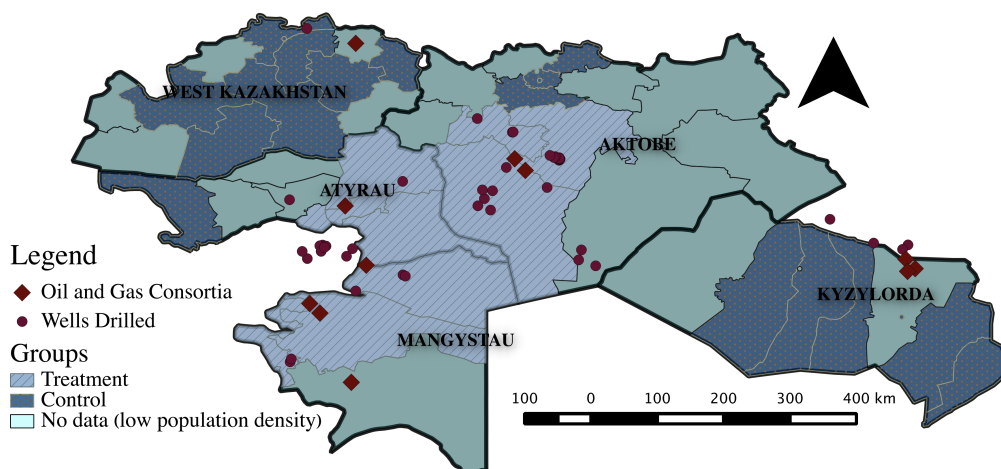 WEST KAZAKHSTAN
AKTOBE
ATYRAU
Legend
Oil and Gas Consortia
KYZYLORDA
Wells Drilled
MANGYSTAU
Groups
Treatment
Control
No data (low population density)
100 0 100 200 300 400 km